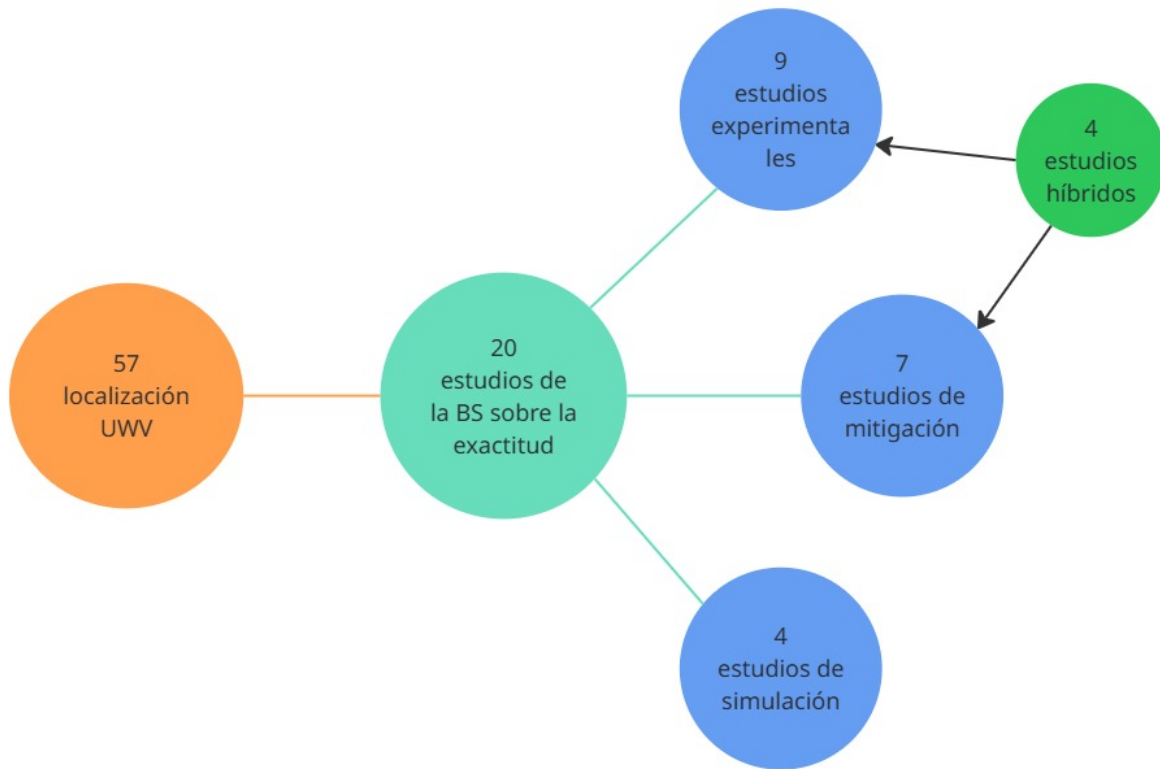 57
localización
UWV
20
estudios de
la BS sobre la
exactitud
9
estudios
experimenta
les
4
estudios
híbridos
7
estudios de
mitigación
4
estudios de
simulación